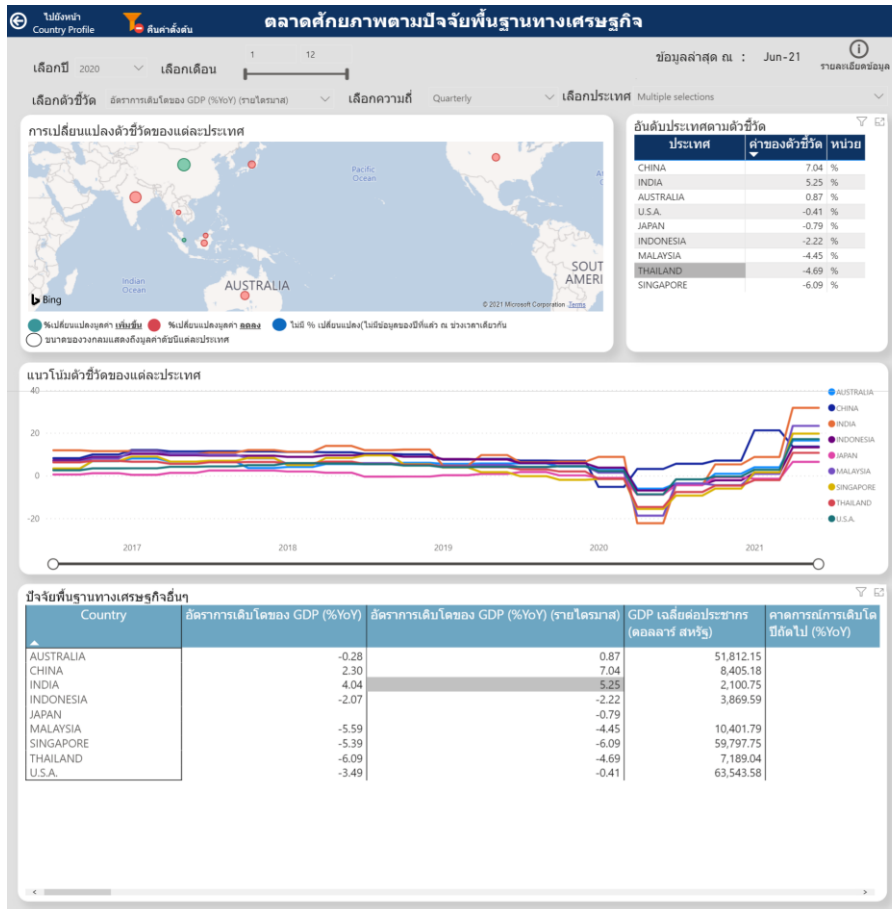 ไปยังหน้า
Country Profile
คืนค่าตั้งต้น
ตลาดศักยภาพตามปัจจัยพื้นฐานทางเศรษฐกิจ
เลือกปี 2020 เลือกเดือน 1 12
ข้อมูลล่าสุด ณ : Jun-21 รายละเอียดข้อมูล
เลือกตัวชี้วัด อัตราการเติบโตของ GDP (%YoY) (รายไตรมาส) เลือกความถี่ Quarterly เลือกประเทศ Multiple selections
การเปลี่ยนแปลงตัวชี้วัดของแต่ละประเทศ
Pacific
Ocean
Indian
Ocean
AUSTRALIA
SOUT
AMERI
Bing
© 2021 Microsoft Corporation Terms
%เปลี่ยนแปลงมูลค่า เพิ่มขึ้น %เปลี่ยนแปลงมูลค่า ลดลง ไม่มี % เปลี่ยนแปลง(ไม่มีข้อมูลของปีที่แล้ว ณ ช่วงเวลาเดียวกัน
ขนาดของวงกลมแสดงถึงมูลค่าดัชนีแต่ละประเทศ
อันดับประเทศตามตัวชี้วัด
ประเทศ ค่าของตัวชี้วัด หน่วย
CHINA 7.04 %
INDIA 5.25 %
AUSTRALIA 0.87 %
U.S.A. -0.41 %
JAPAN -0.79 %
INDONESIA -2.22 %
MALAYSIA -4.45 %
THAILAND -4.69 %
SINGAPORE -6.09 %
แนวโน้มตัวชี้วัดของแต่ละประเทศ
40
20
0
-20
2017 2018 2019 2020 2021
AUSTRALIA
CHINA
INDIA
INDONESIA
JAPAN
MALAYSIA
SINGAPORE
THAILAND
U.S.A.
ปัจจัยพื้นฐานทางเศรษฐกิจอื่นๆ
Country อัตราการเติบโตของ GDP (%YoY) อัตราการเติบโตของ GDP (%YoY) (รายไตรมาส) GDP เฉลี่ยต่อประชากร คาดการณ์การเติบโต
(ดอลลาร์ สหรัฐ) ปีถัดไป (%YoY)
AUSTRALIA -0.28 0.87 51,812.15
CHINA 2.30 7.04 8,405.18
INDIA 4.04 5.25 2,100.75
INDONESIA -2.07 -2.22 3,869.59
JAPAN -0.79
MALAYSIA -5.59 -4.45 10,401.79
SINGAPORE -5.39 -6.09 59,797.75
THAILAND -6.09 -4.69 7,189.04
U.S.A. -3.49 -0.41 63,543.58